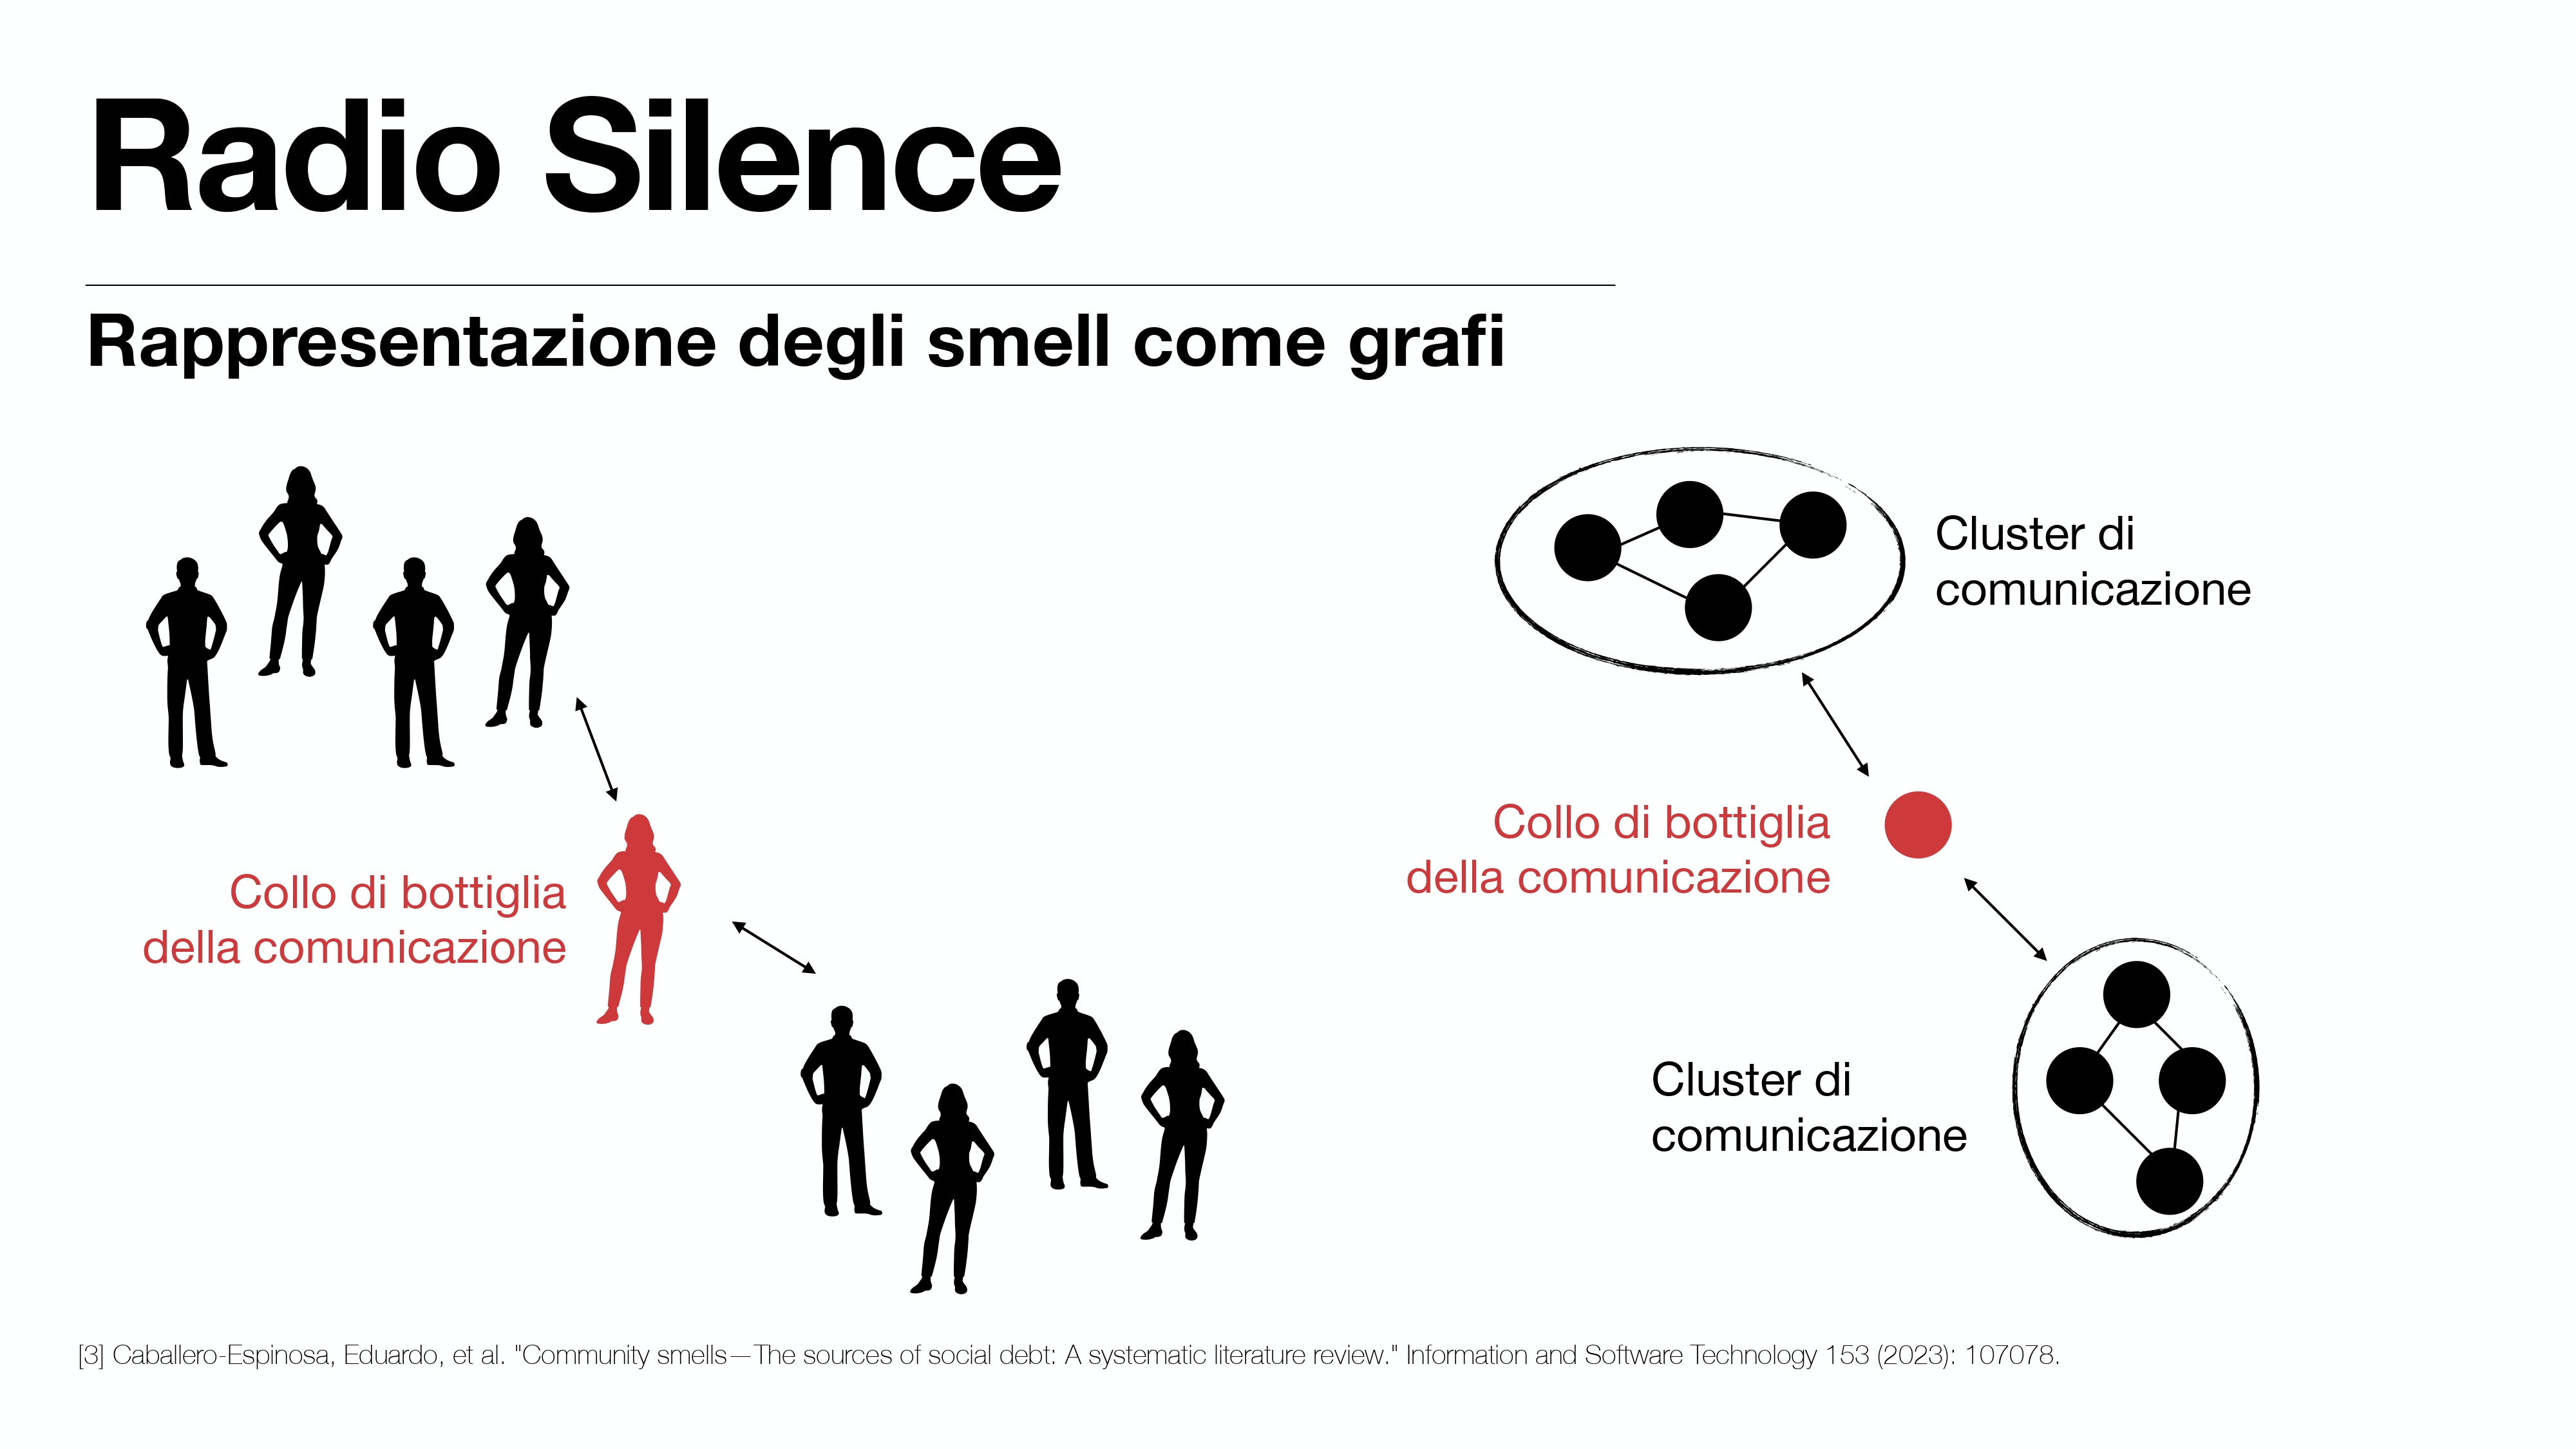 Radio Silence
Rappresentazione degli smell come grafi
Collo di bottiglia
della comunicazione
Cluster di
comunicazione
Collo di bottiglia
della comunicazione
Cluster di
comunicazione
[3] Caballero-Espinosa, Eduardo, et al. "Community smells—The sources of social debt: A systematic literature review." Information and Software Technology 153 (2023): 107078.